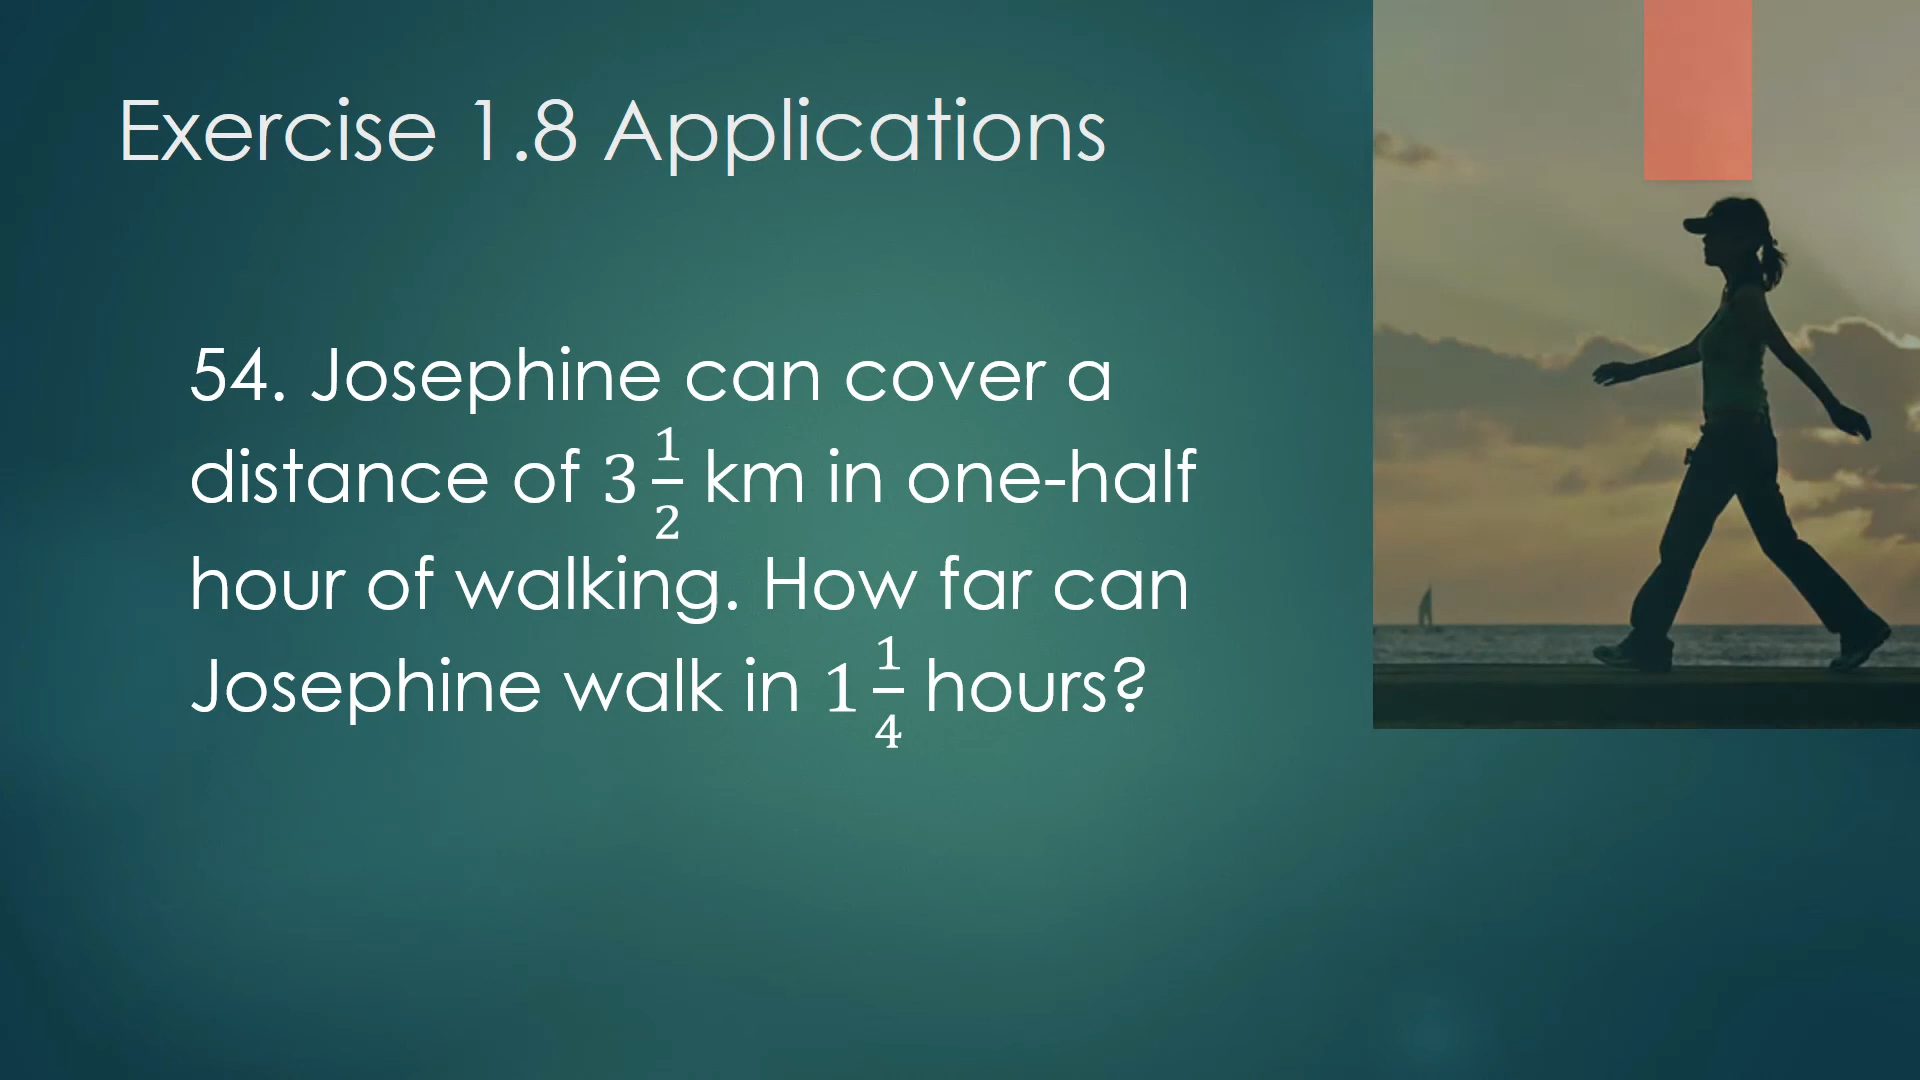 Exercise 1.8 Applications
54. Josephine can cover a
distance of 3 1/2 km in one-half
hour of walking. How far can
Josephine walk in 1 1/4 hours?